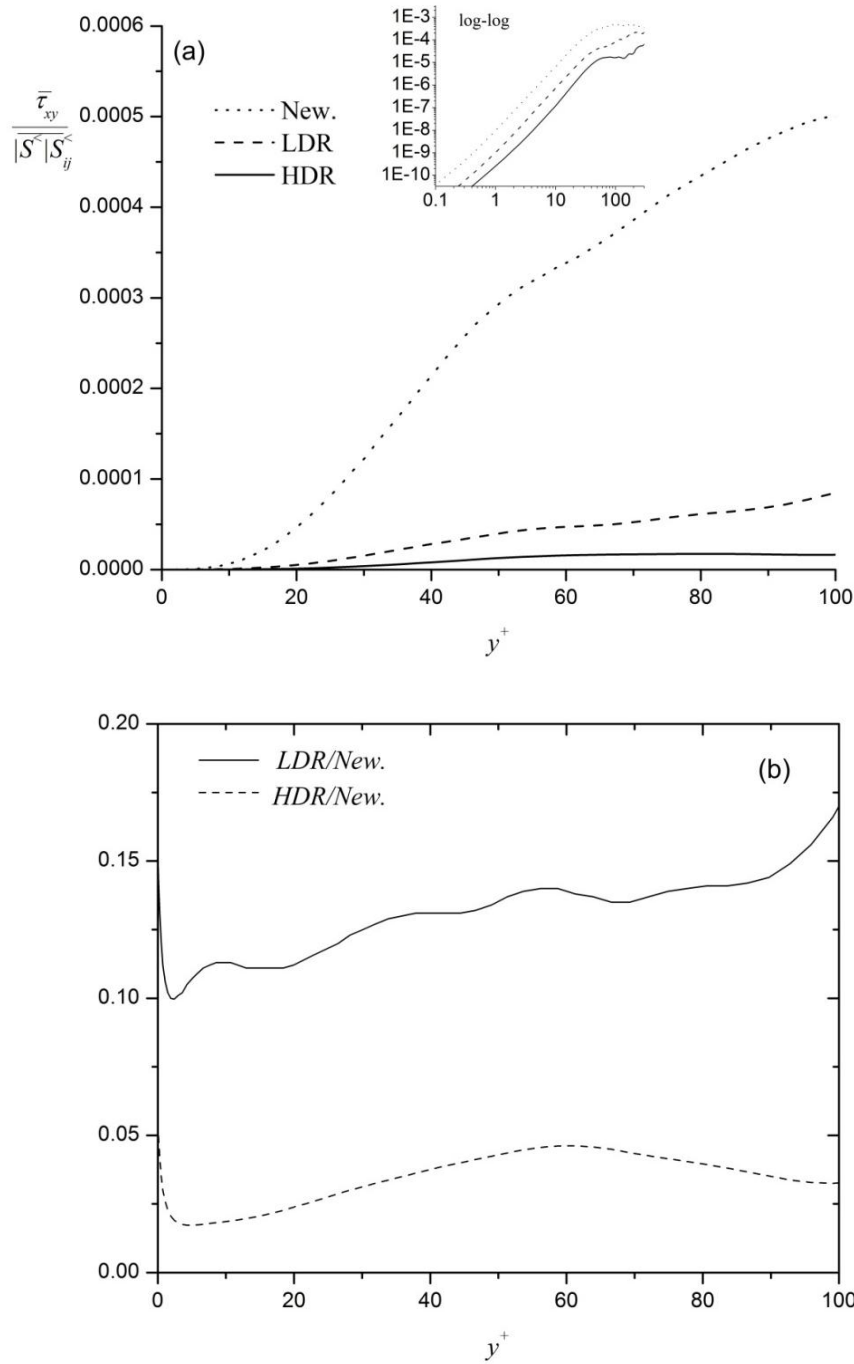 0.0006
(a)
1E-3
log-log
1E-4
1E-5
1E-6
1E-7
1E-8
1E-9
1E-10
0.1 1 10 100
τ̅xy
|S̅<|S̅ij<
New.
LDR
HDR
0.0005
0.0004
0.0003
0.0002
0.0001
0.0000
0 20 40 60 80 100
y+
0.20
LDR/New.
(b)
HDR/New.
0.15
0.10
0.05
0.00
0 20 40 60 80 100
y+